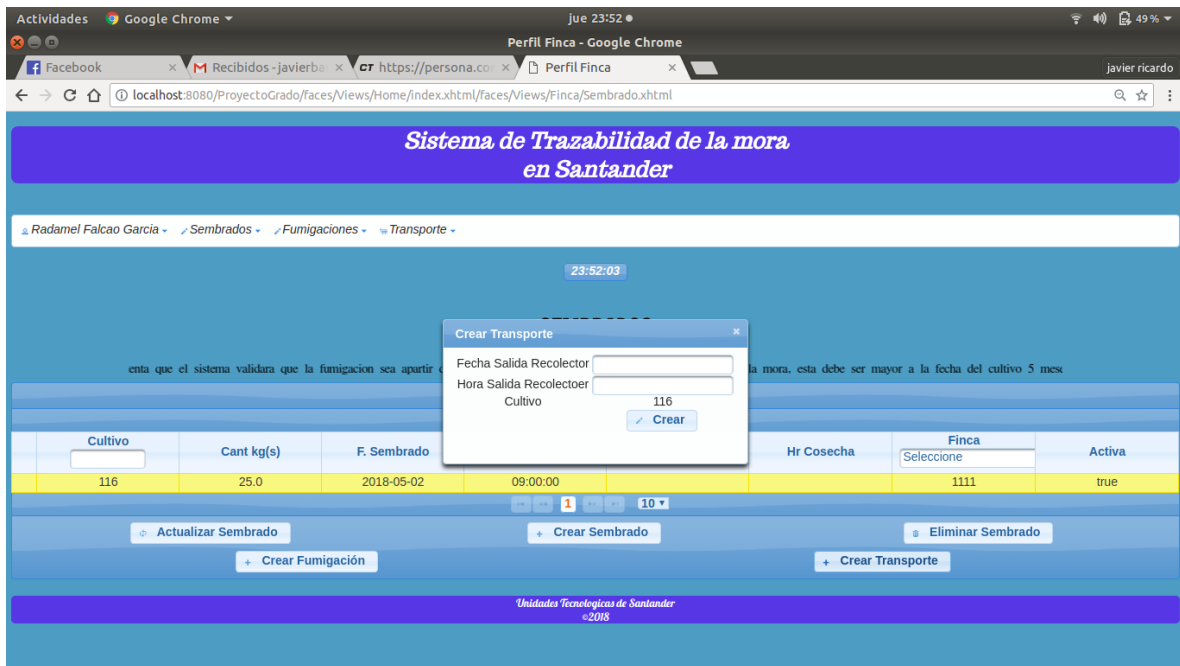 Actividades Google Chrome jue 23:52 49 %
Perfil Finca - Google Chrome
Facebook Recibidos - javierba https://persona.co Perfil Finca javier ricardo
localhost:8080/ProyectoGrado/faces/Views/Home/index.xhtml/faces/Views/Finca/Sembrado.xhtml
Sistema de Trazabilidad de la mora
en Santander
Radamel Falcao Garcia Sembrados Fumigaciones Transporte
23:52:03
Crear Transporte
Fecha Salida Recolector
Hora Salida Recolectoer
Cultivo 116
Crear
enta que el sistema validara que la fumigacion sea apartir la mora, esta debe ser mayor a la fecha del cultivo 5 mese
Cultivo Cant kg(s) F. Sembrado Hr Cosecha Finca Activa
Seleccione
116 25.0 2018-05-02 09:00:00 1111 true
1 10
Actualizar Sembrado Crear Sembrado Eliminar Sembrado
Crear Fumigación Crear Transporte
Unidades Tecnologicas de Santander
©2018